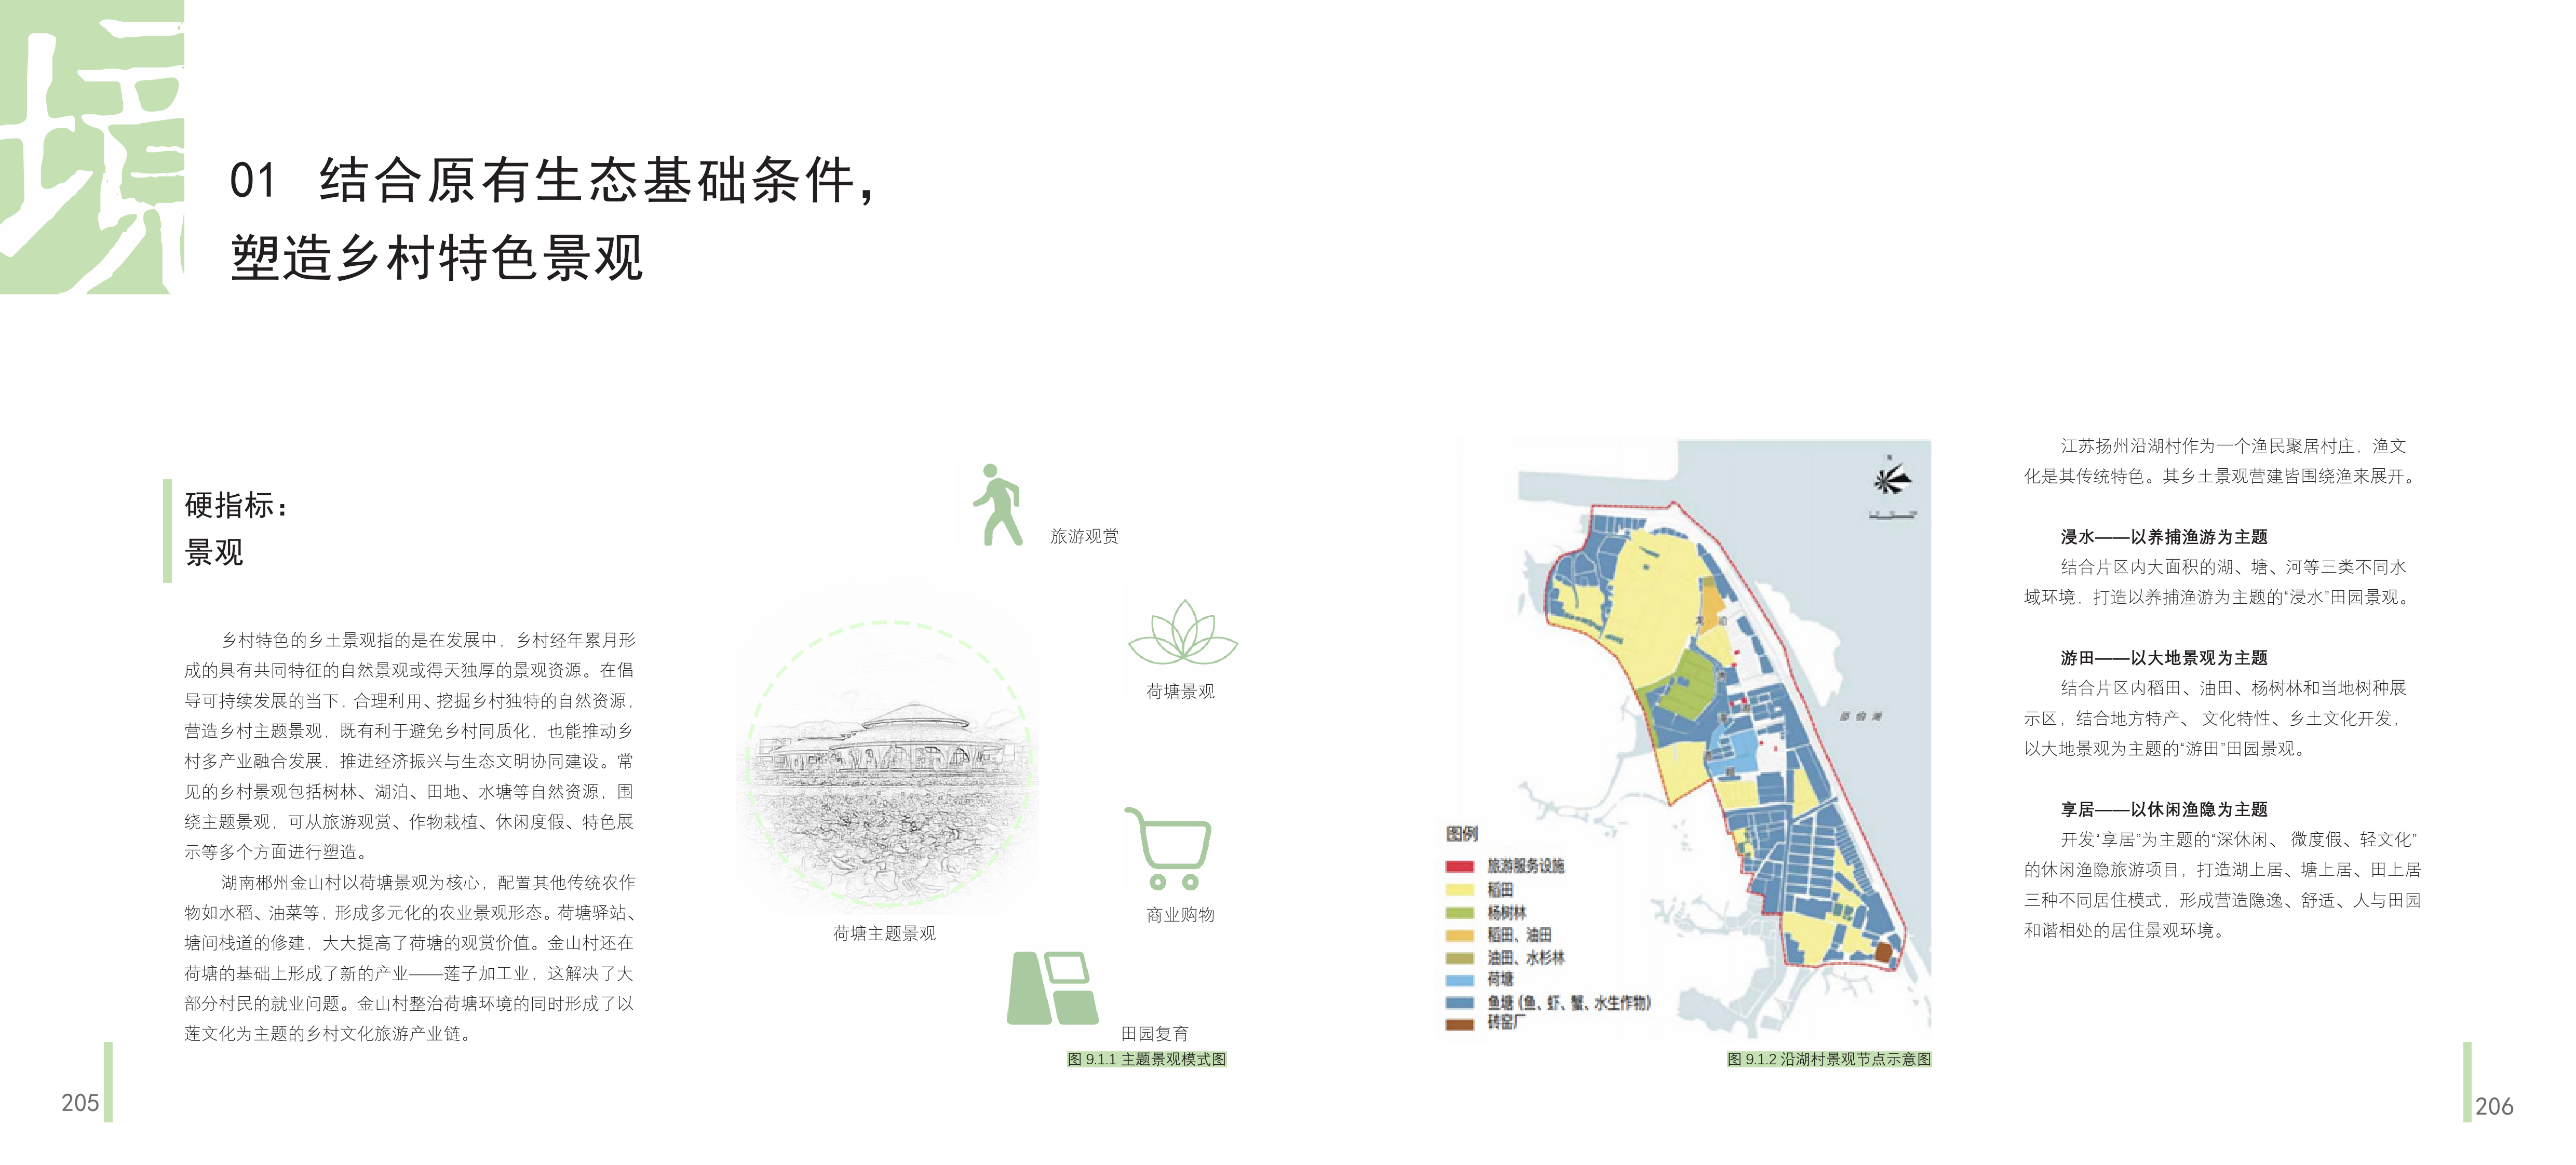 境
01 结合原有生态基础条件，
塑造乡村特色景观
硬指标：
景观
乡村特色的乡土景观指的是在发展中，乡村经年累月形
成的具有共同特征的自然景观或得天独厚的景观资源。在倡
导可持续发展的当下，合理利用、挖掘乡村独特的自然资源，
营造乡村主题景观，既有利于避免乡村同质化，也能推动乡
村多产业融合发展，推进经济振兴与生态文明协同建设。常
见的乡村景观包括树林、湖泊、田地、水塘等自然资源，围
绕主题景观，可从旅游观赏、作物栽植、休闲度假、特色展
示等多个方面进行塑造。
湖南郴州金山村以荷塘景观为核心，配置其他传统农作
物如水稻、油菜等，形成多元化的农业景观形态。荷塘驿站、
塘间栈道的修建，大大提高了荷塘的观赏价值。金山村还在
荷塘的基础上形成了新的产业——莲子加工业，这解决了大
部分村民的就业问题。金山村整治荷塘环境的同时形成了以
莲文化为主题的乡村文化旅游产业链。
旅游观赏
荷塘景观
商业购物
荷塘主题景观
田园复育
图 9.1.1 主题景观模式图
N
邵伯湖
图例
旅游服务设施
稻田
杨树林
稻田、油田
油田、水杉林
荷塘
鱼塘（鱼、虾、蟹、水生作物）
砖窑厂
图 9.1.2 沿湖村景观节点示意图
江苏扬州沿湖村作为一个渔民聚居村庄，渔文
化是其传统特色。其乡土景观营建皆围绕渔来展开。
浸水——以养捕渔游为主题
结合片区内大面积的湖、塘、河等三类不同水
域环境，打造以养捕渔游为主题的“浸水”田园景观。
游田——以大地景观为主题
结合片区内稻田、油田、杨树林和当地树种展
示区，结合地方特产、 文化特性、乡土文化开发，
以大地景观为主题的“游田”田园景观。
享居——以休闲渔隐为主题
开发“享居”为主题的“深休闲、 微度假、轻文化”
的休闲渔隐旅游项目，打造湖上居、塘上居、田上居
三种不同居住模式，形成营造隐逸、舒适、人与田园
和谐相处的居住景观环境。
205
206